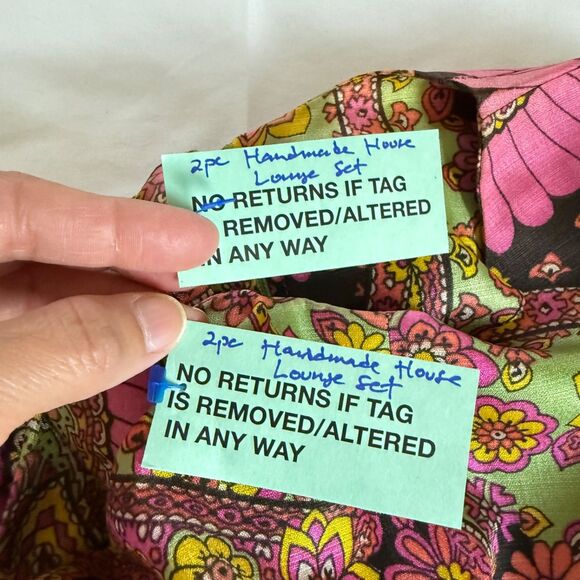 2pc Handmade House
Lounge Set
NO RETURNS IF TAG
REMOVED/ALTERED
IN ANY WAY
2pc Handmade House
Lounge Set
NO RETURNS IF TAG
IS REMOVED/ALTERED
IN ANY WAY